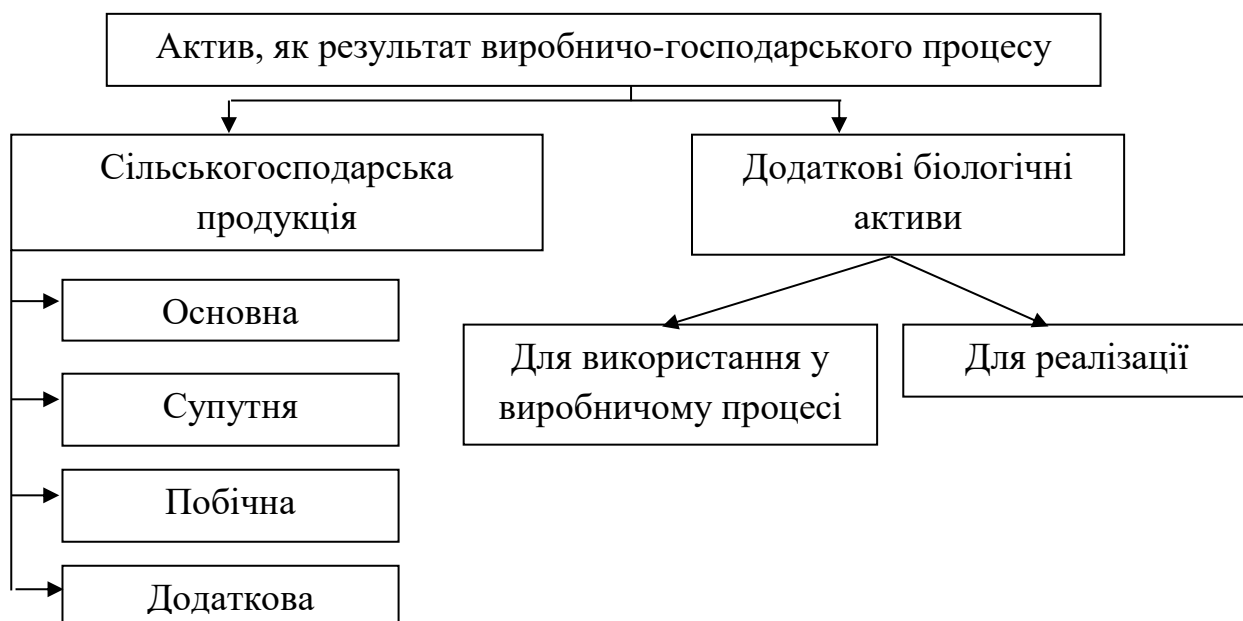 Актив, як результат виробничо-господарського процесу
Сільськогосподарська
продукція
Додаткові біологічні
активи
Основна
Супутня
Побічна
Додаткова
Для використання у
виробничому процесі
Для реалізації